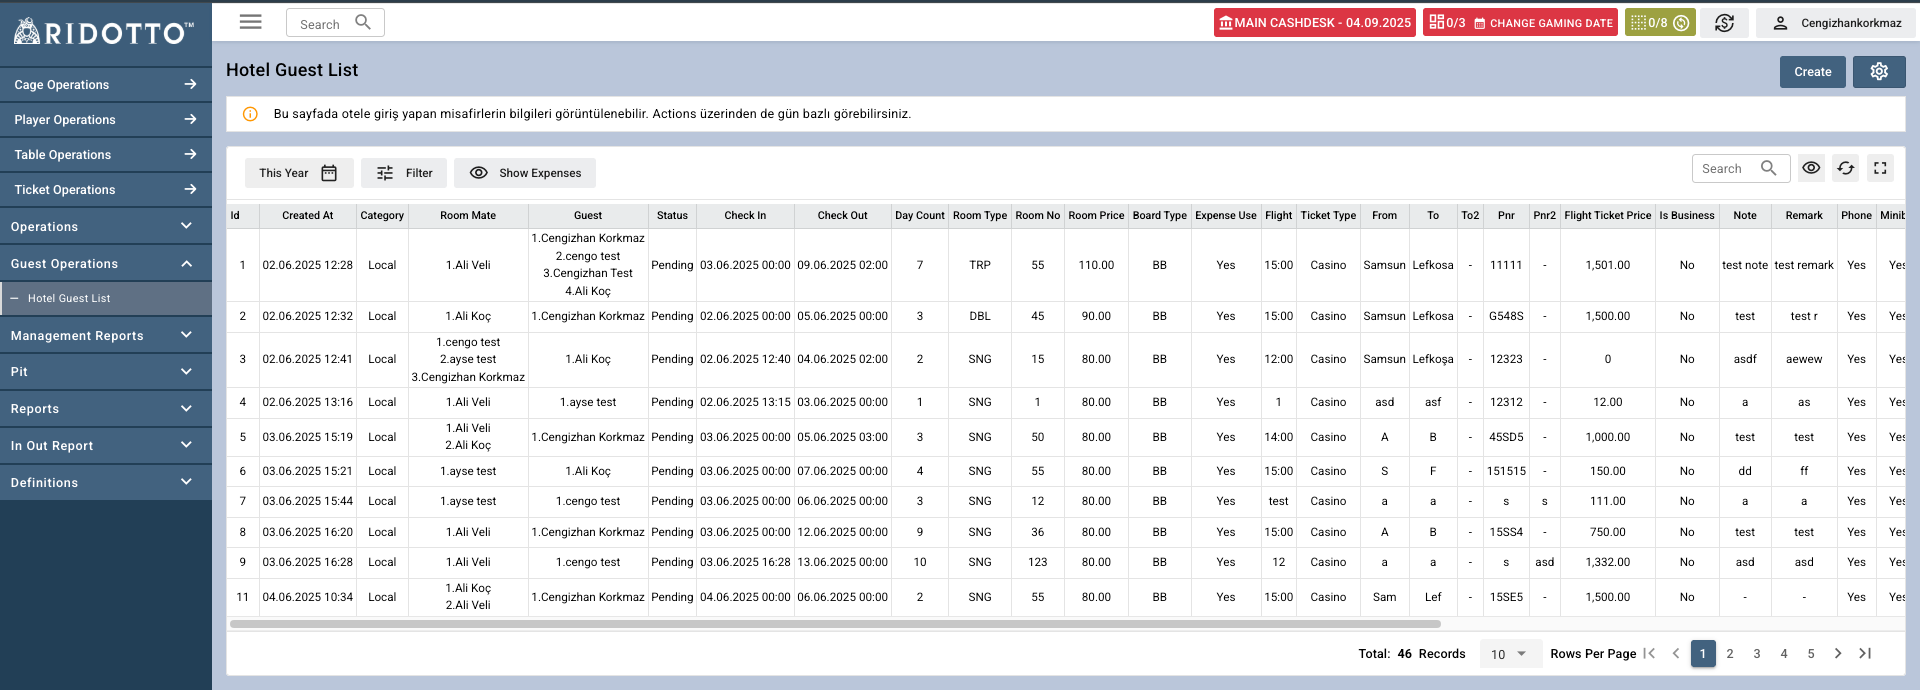 RIDOTTO™
Search
MAIN CASHDESK - 04.09.2025
0/3 CHANGE GAMING DATE
0/8
Cengizhankorkmaz
Cage Operations
Player Operations
Table Operations
Ticket Operations
Operations
Guest Operations
Hotel Guest List
Management Reports
Pit
Reports
In Out Report
Definitions
Hotel Guest List
Create
Bu sayfada otele giriş yapan misafirlerin bilgileri görüntülenebilir. Actions üzerinden de gün bazlı görebilirsiniz.
This Year
Filter
Show Expenses
Search
Id Created At Category Room Mate Guest Status Check In Check Out Day Count Room Type Room No Room Price Board Type Expense Use Flight Ticket Type From To To2 Pnr Pnr2 Flight Ticket Price Is Business Note Remark Phone Minib
1 02.06.2025 12:28 Local 1.Ali Veli 1.Cengizhan Korkmaz
2.cengo test
3.Cengizhan Test
4.Ali Koç
Pending 03.06.2025 00:00 09.06.2025 02:00 7 TRP 55 110.00 BB Yes 15:00 Casino Samsun Lefkosa - 11111 - 1,501.00 No test note test remark Yes Yes
2 02.06.2025 12:32 Local 1.Ali Koç 1.Cengizhan Korkmaz Pending 02.06.2025 00:00 05.06.2025 00:00 3 DBL 45 90.00 BB Yes 15:00 Casino Samsun Lefkosa - G548S - 1,500.00 No test test r Yes Yes
3 02.06.2025 12:41 Local 1.cengo test
2.ayse test
3.Cengizhan Korkmaz
1.Ali Koç Pending 02.06.2025 12:40 04.06.2025 02:00 2 SNG 15 80.00 BB Yes 12:00 Casino Samsun Lefkoşa - 12323 - 0 No asdf aewew Yes Yes
4 02.06.2025 13:16 Local 1.Ali Veli 1.ayse test Pending 02.06.2025 13:15 03.06.2025 00:00 1 SNG 1 80.00 BB Yes 1 Casino asd asf - 12312 - 12.00 No a as Yes Yes
5 03.06.2025 15:19 Local 1.Ali Veli
2.Ali Koç
1.Cengizhan Korkmaz Pending 03.06.2025 00:00 05.06.2025 03:00 3 SNG 50 80.00 BB Yes 14:00 Casino A B - 45SD5 - 1,000.00 No test test Yes Yes
6 03.06.2025 15:21 Local 1.ayse test 1.Ali Koç Pending 03.06.2025 00:00 07.06.2025 00:00 4 SNG 55 80.00 BB Yes 15:00 Casino S F - 151515 - 150.00 No dd ff Yes Yes
7 03.06.2025 15:44 Local 1.ayse test 1.cengo test Pending 03.06.2025 00:00 06.06.2025 00:00 3 SNG 12 80.00 BB Yes test Casino a a - s s 111.00 No a a Yes Yes
8 03.06.2025 16:20 Local 1.Ali Veli 1.Cengizhan Korkmaz Pending 03.06.2025 00:00 12.06.2025 00:00 9 SNG 36 80.00 BB Yes 15:00 Casino A B - 15SS4 - 750.00 No test test Yes Yes
9 03.06.2025 16:28 Local 1.Ali Veli 1.cengo test Pending 03.06.2025 16:28 13.06.2025 00:00 10 SNG 123 80.00 BB Yes 12 Casino a a - s asd 1,332.00 No asd asd Yes Yes
11 04.06.2025 10:34 Local 1.Ali Koç
2.Ali Veli
1.Cengizhan Korkmaz Pending 04.06.2025 00:00 06.06.2025 00:00 2 SNG 55 80.00 BB Yes 15:00 Casino Sam Lef - 15SE5 - 1,500.00 No - - Yes Yes
Total: 46 Records 10 Rows Per Page 1 2 3 4 5